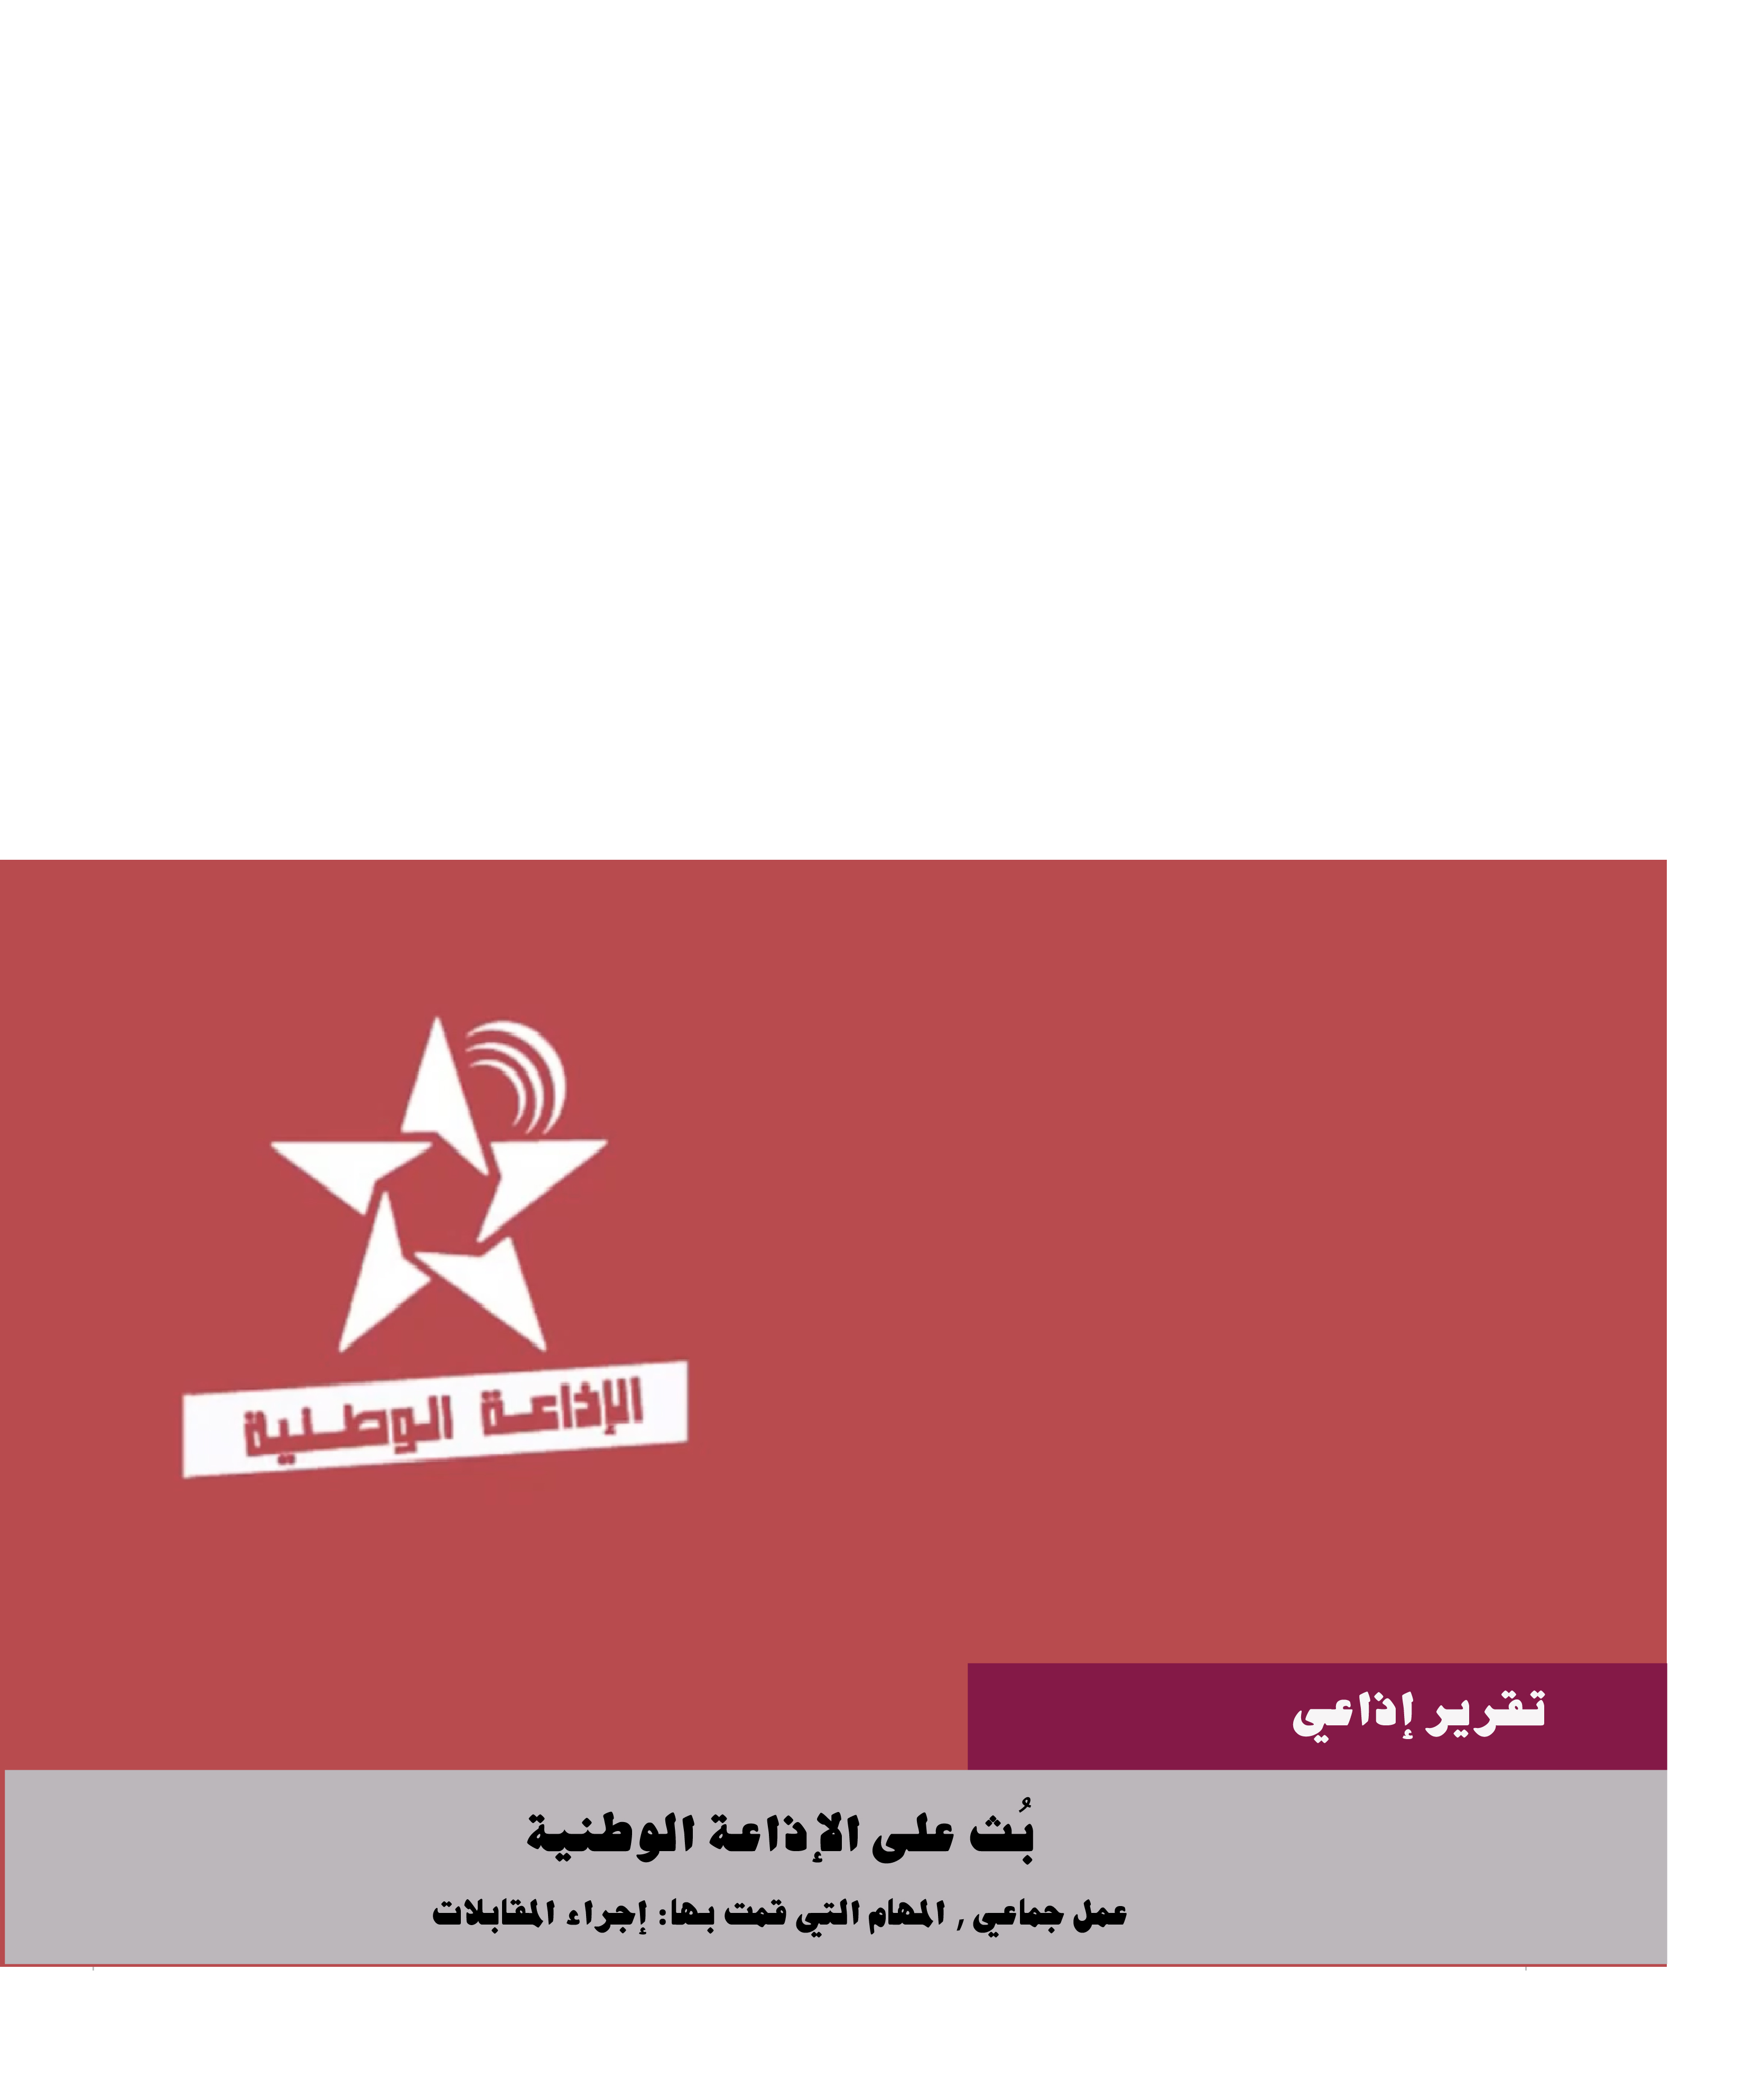 الإذاعة الوطنية
تقرير إذاعي
بُث على الإذاعة الوطنية
عمل جماعي , المهام التي قمت بها: إجراء المقابلات